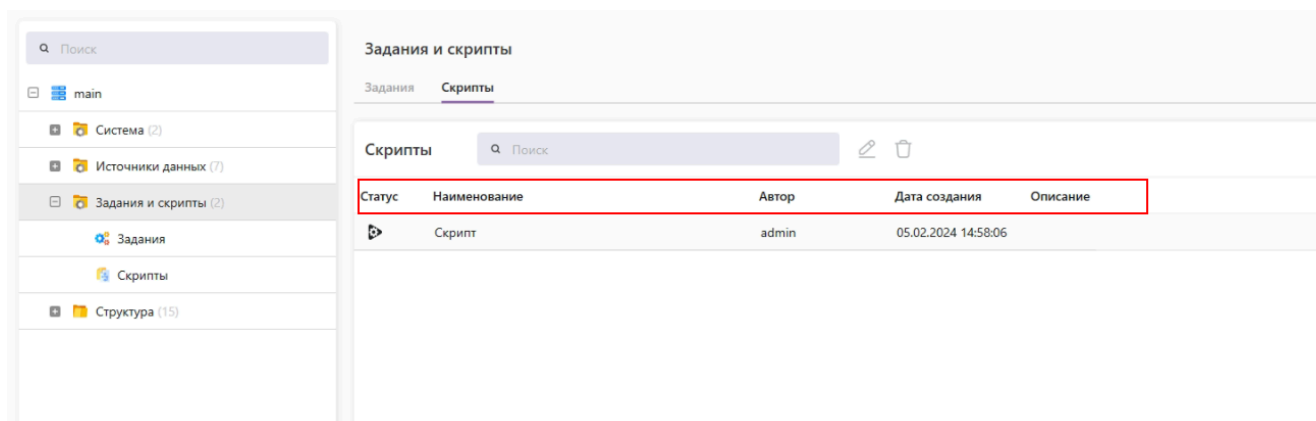 Поиск
main
Система (2)
Источники данных (7)
Задания и скрипты (2)
Задания
Скрипты
Структура (15)
Задания и скрипты
Задания Скрипты
Скрипты Поиск
Статус Наименование Автор Дата создания Описание
Скрипт admin 05.02.2024 14:58:06